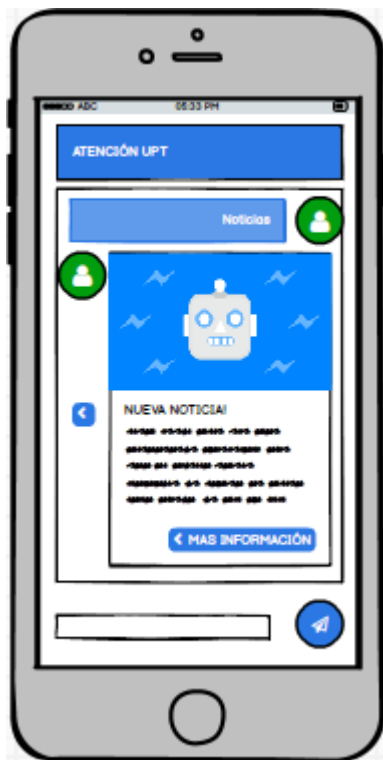 ABC 05:33 PM
ATENCIÓN UPT
Noticias
NUEVA NOTICIA!
MAS INFORMACIÓN